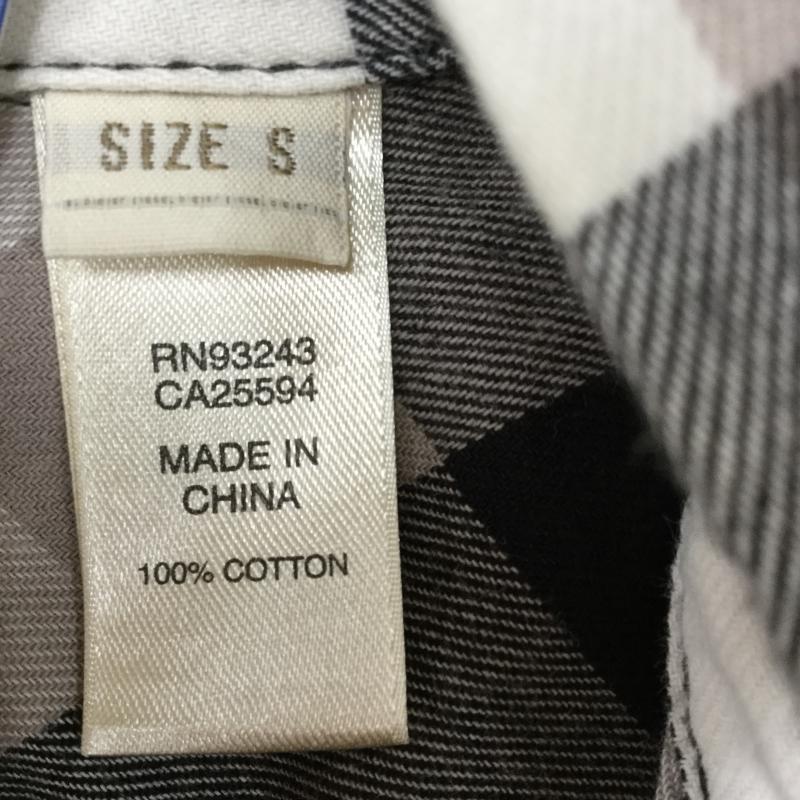 SIZE S
RN93243
CA25594
MADE IN
CHINA
100% COTTON